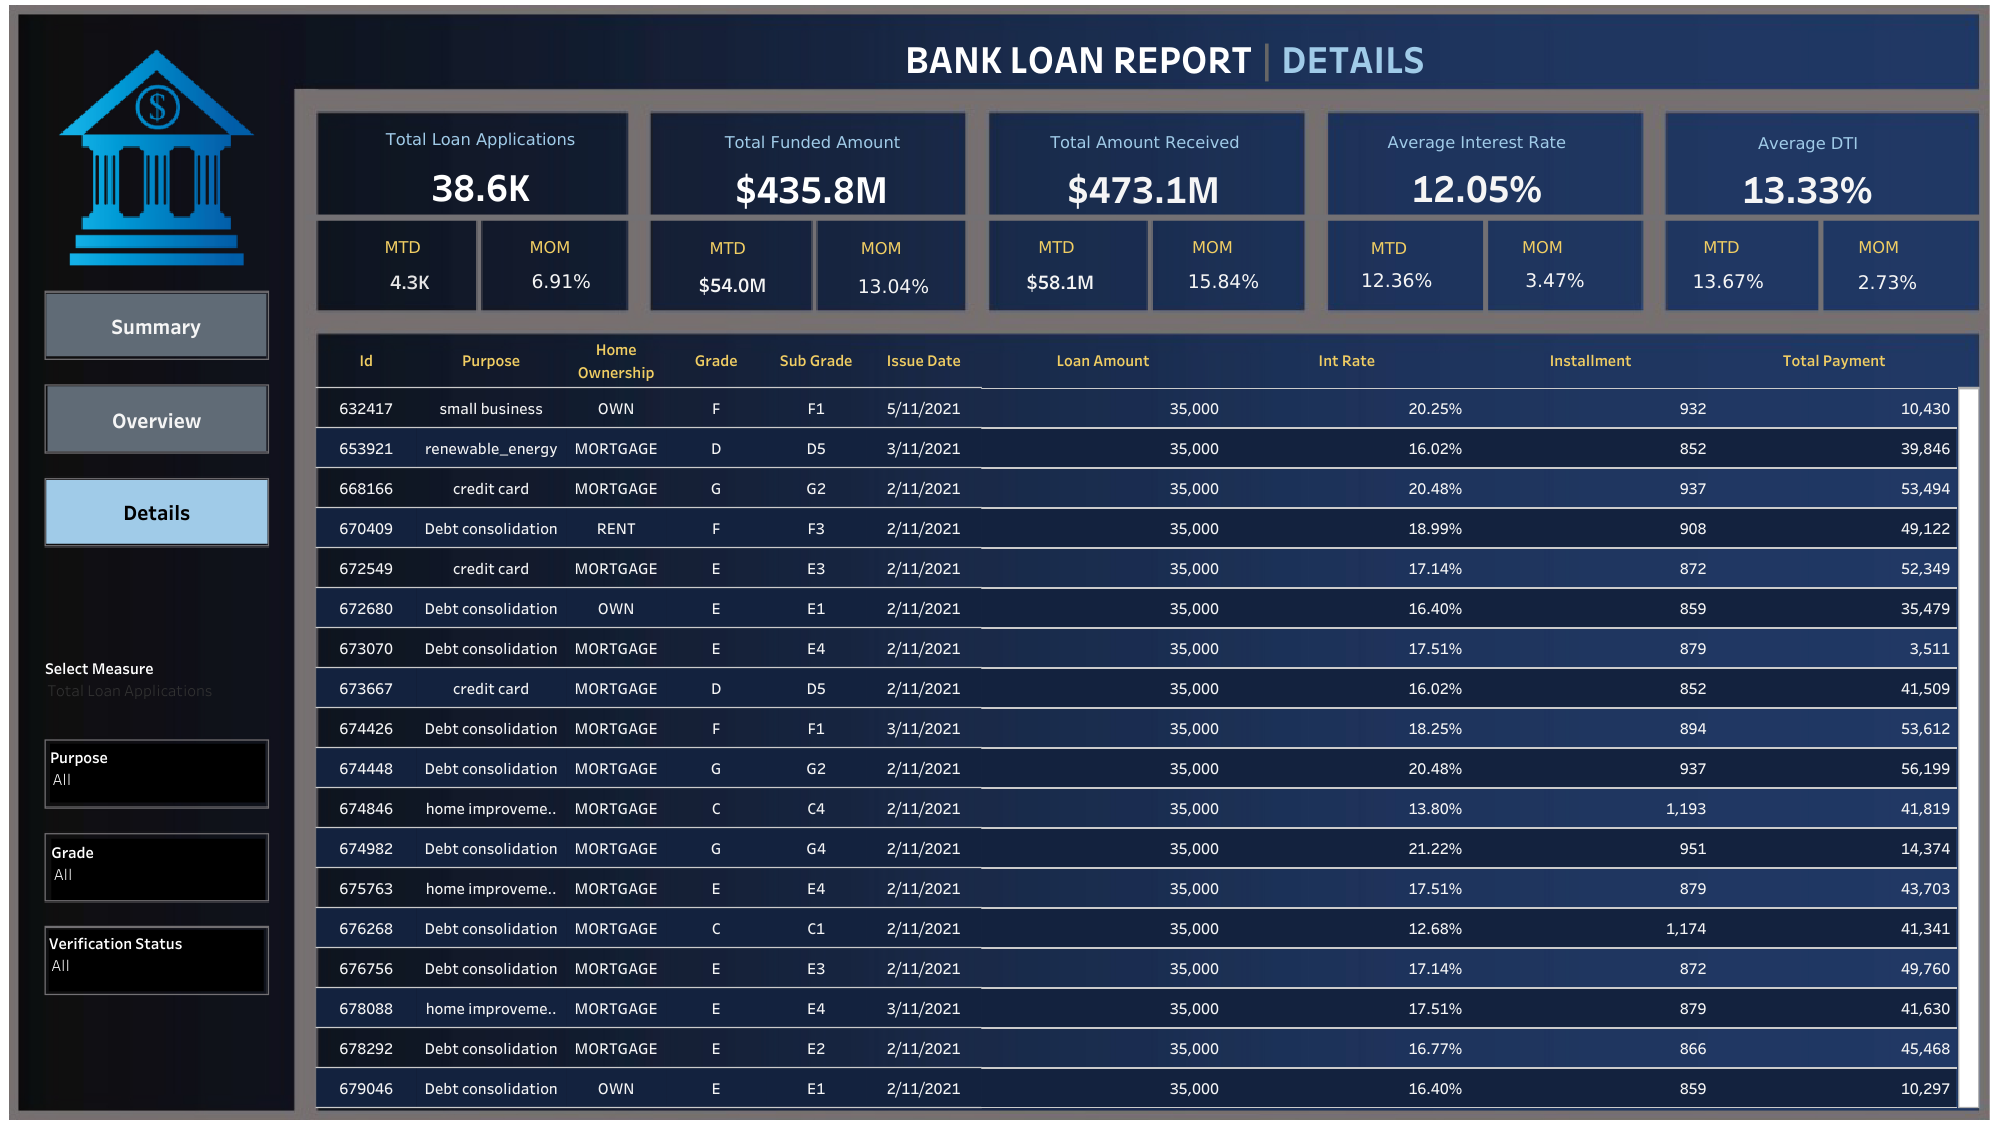 BANK LOAN REPORT | DETAILS
$
Total Loan Applications
38.6K
MTD MOM
4.3K 6.91%
Total Funded Amount
$435.8M
MTD MOM
$54.0M 13.04%
Total Amount Received
$473.1M
MTD MOM
$58.1M 15.84%
Average Interest Rate
12.05%
MTD MOM
12.36% 3.47%
Average DTI
13.33%
MTD MOM
13.67% 2.73%
Summary
Overview
Details
Select Measure
Total Loan Applications
Purpose
All
Grade
All
Verification Status
All
Id Purpose Home Ownership Grade Sub Grade Issue Date Loan Amount Int Rate Installment Total Payment
632417 small business OWN F F1 5/11/2021 35,000 20.25% 932 10,430
653921 renewable_energy MORTGAGE D D5 3/11/2021 35,000 16.02% 852 39,846
668166 credit card MORTGAGE G G2 2/11/2021 35,000 20.48% 937 53,494
670409 Debt consolidation RENT F F3 2/11/2021 35,000 18.99% 908 49,122
672549 credit card MORTGAGE E E3 2/11/2021 35,000 17.14% 872 52,349
672680 Debt consolidation OWN E E1 2/11/2021 35,000 16.40% 859 35,479
673070 Debt consolidation MORTGAGE E E4 2/11/2021 35,000 17.51% 879 3,511
673667 credit card MORTGAGE D D5 2/11/2021 35,000 16.02% 852 41,509
674426 Debt consolidation MORTGAGE F F1 3/11/2021 35,000 18.25% 894 53,612
674448 Debt consolidation MORTGAGE G G2 2/11/2021 35,000 20.48% 937 56,199
674846 home improveme.. MORTGAGE C C4 2/11/2021 35,000 13.80% 1,193 41,819
674982 Debt consolidation MORTGAGE G G4 2/11/2021 35,000 21.22% 951 14,374
675763 home improveme.. MORTGAGE E E4 2/11/2021 35,000 17.51% 879 43,703
676268 Debt consolidation MORTGAGE C C1 2/11/2021 35,000 12.68% 1,174 41,341
676756 Debt consolidation MORTGAGE E E3 2/11/2021 35,000 17.14% 872 49,760
678088 home improveme.. MORTGAGE E E4 3/11/2021 35,000 17.51% 879 41,630
678292 Debt consolidation MORTGAGE E E2 2/11/2021 35,000 16.77% 866 45,468
679046 Debt consolidation OWN E E1 2/11/2021 35,000 16.40% 859 10,297